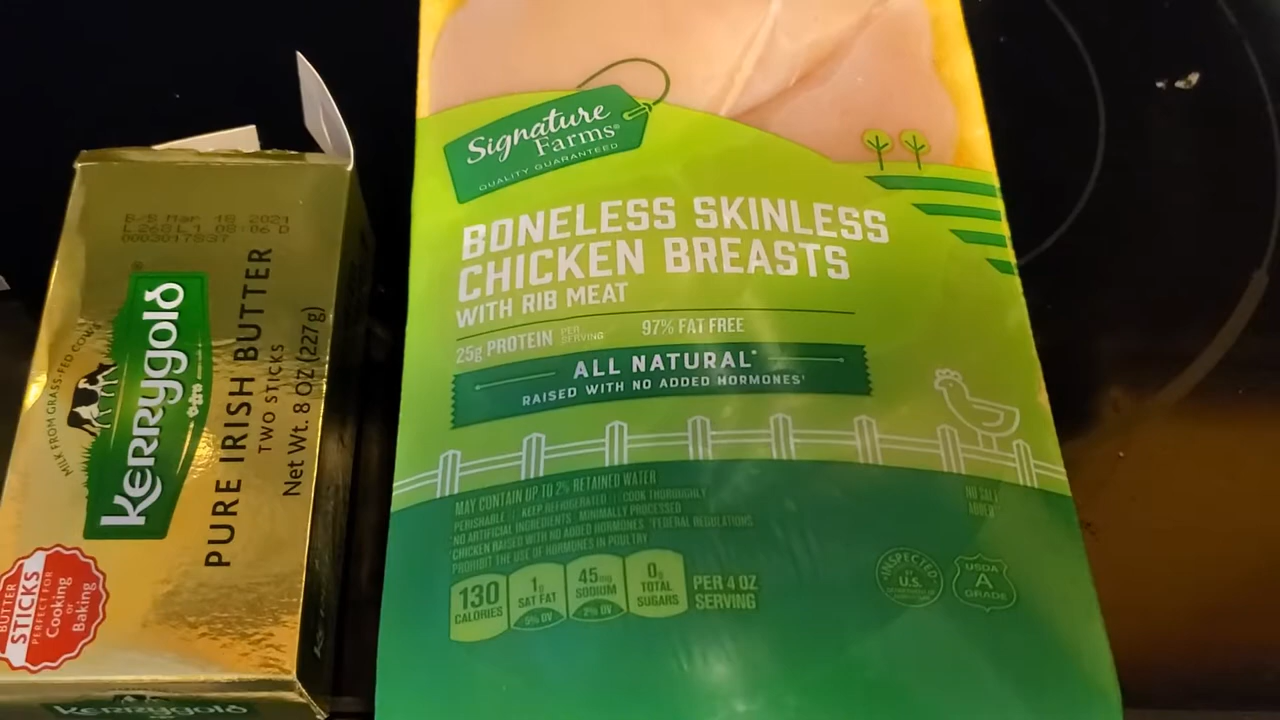 B/S Mar 18 2021
L268L1 08:06 D
0003017837
MILK FROM GRASS-FED COWS
Kerrygold
®
PURE IRISH BUTTER
TWO STICKS
Net Wt. 8 OZ (227g)
BUTTER
STICKS
PERFECT FOR
Cooking
or
Baking
Kerrygold
Signature
Farms®
QUALITY GUARANTEED
BONELESS SKINLESS
CHICKEN BREASTS
WITH RIB MEAT
25g PROTEIN PER SERVING 97% FAT FREE
ALL NATURAL*
RAISED WITH NO ADDED HORMONES†
MAY CONTAIN UP TO 2% RETAINED WATER
PERISHABLE :: KEEP REFRIGERATED :: COOK THOROUGHLY
*NO ARTIFICIAL INGREDIENTS, MINIMALLY PROCESSED
CHICKEN RAISED WITH NO ADDED HORMONES. †FEDERAL REGULATIONS
PROHIBIT THE USE OF HORMONES IN POULTRY
NO SALT
ADDED
130
CALORIES
1g
SAT FAT
5% DV
45mg
SODIUM
2% DV
0g
TOTAL
SUGARS
PER 4 OZ
SERVING
INSPECTED
U.S.
USDA
A
GRADE